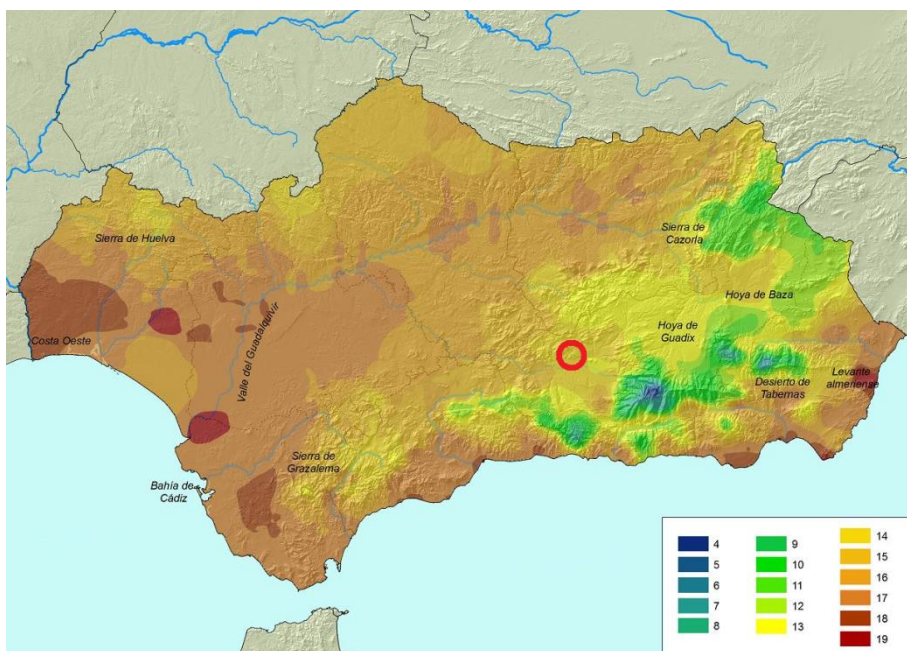 Sierra de Huelva
Sierra de
Cazorla
Hoya de Baza
Hoya de
Guadix
Costa Oeste
Valle del Guadalquivir
Desierto de
Tabernas
Levante
almeriense
Sierra de
Grazalema
Bahía de
Cádiz
4
5
6
7
8
9
10
11
12
13
14
15
16
17
18
19